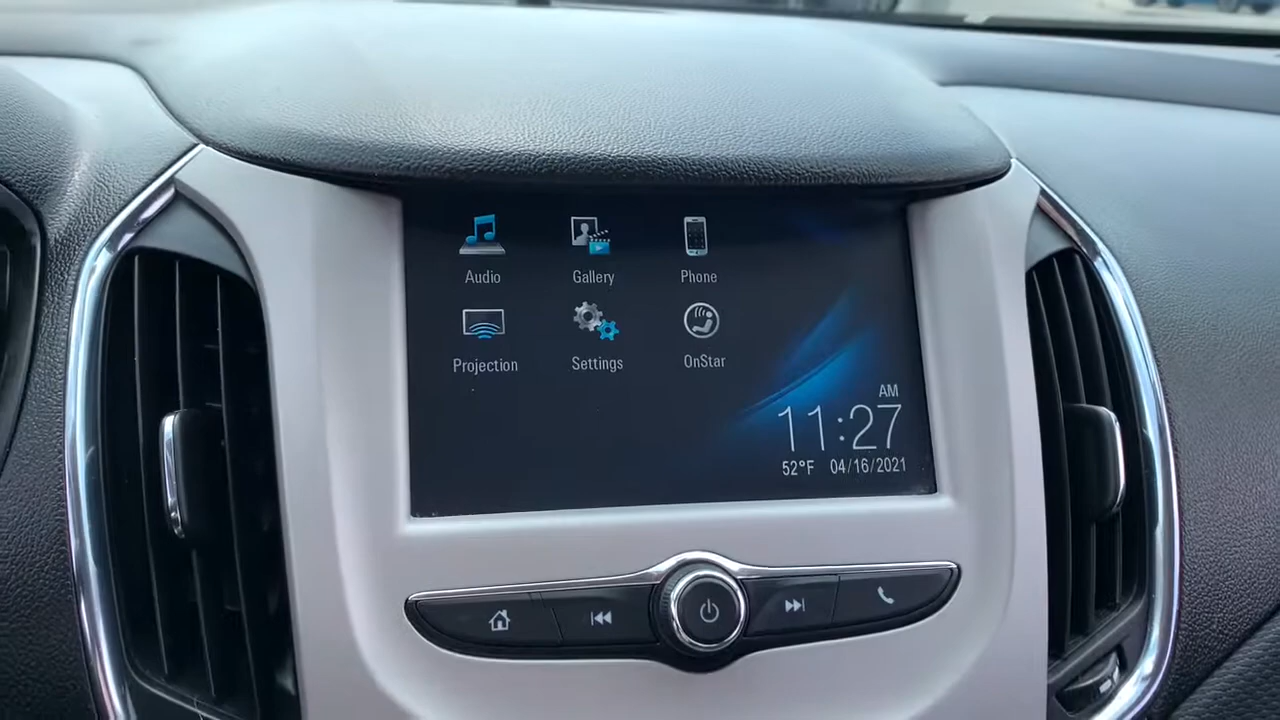 Audio Gallery Phone
Projection Settings OnStar
AM
11:27
52°F 04/16/2021